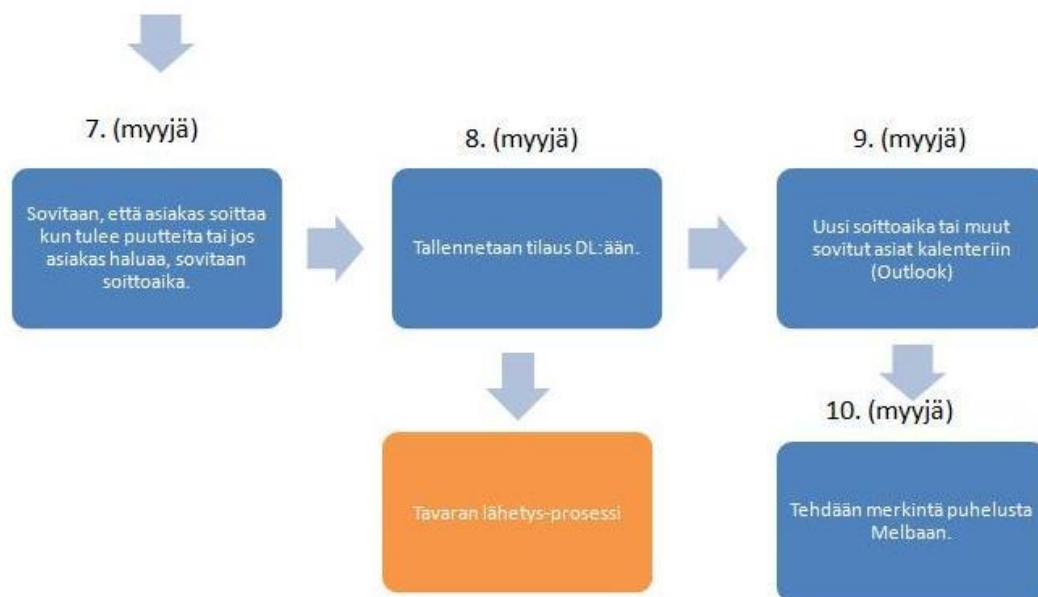 7. (myyjä)
Sovitaan, että asiakas soittaa
kun tulee puutteita tai jos
asiakas haluaa, sovitaan
soittoaika.
8. (myyjä)
Tallennetaan tilaus DL:ään.
9. (myyjä)
Uusi soittoaika tai muut
sovitut asiat kalenteriin
(Outlook)
Tavaran lähetys-prosessi
10. (myyjä)
Tehdään merkintä puhelusta
Melbaan.